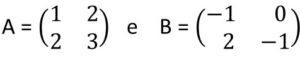 A = (1 2
2 3) e B = (−1 0
2 −1)